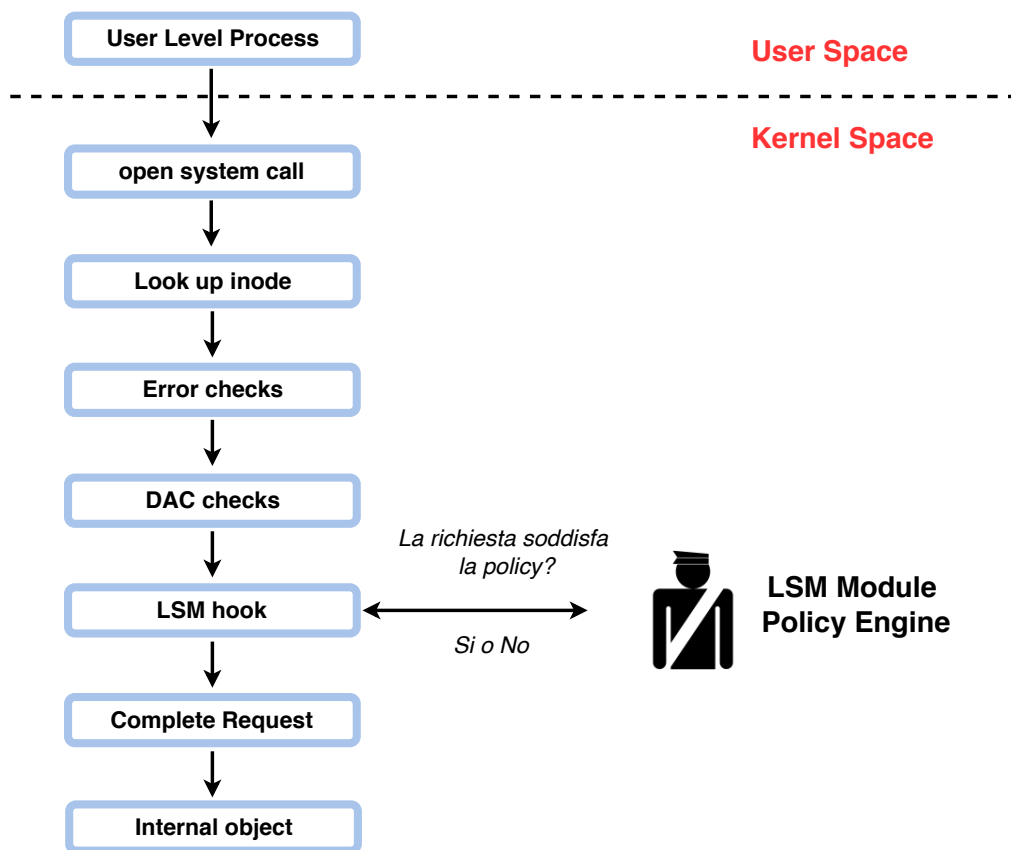 User Level Process
User Space
Kernel Space
open system call
Look up inode
Error checks
DAC checks
La richiesta soddisfa
la policy?
LSM hook
Si o No
LSM Module
Policy Engine
Complete Request
Internal object